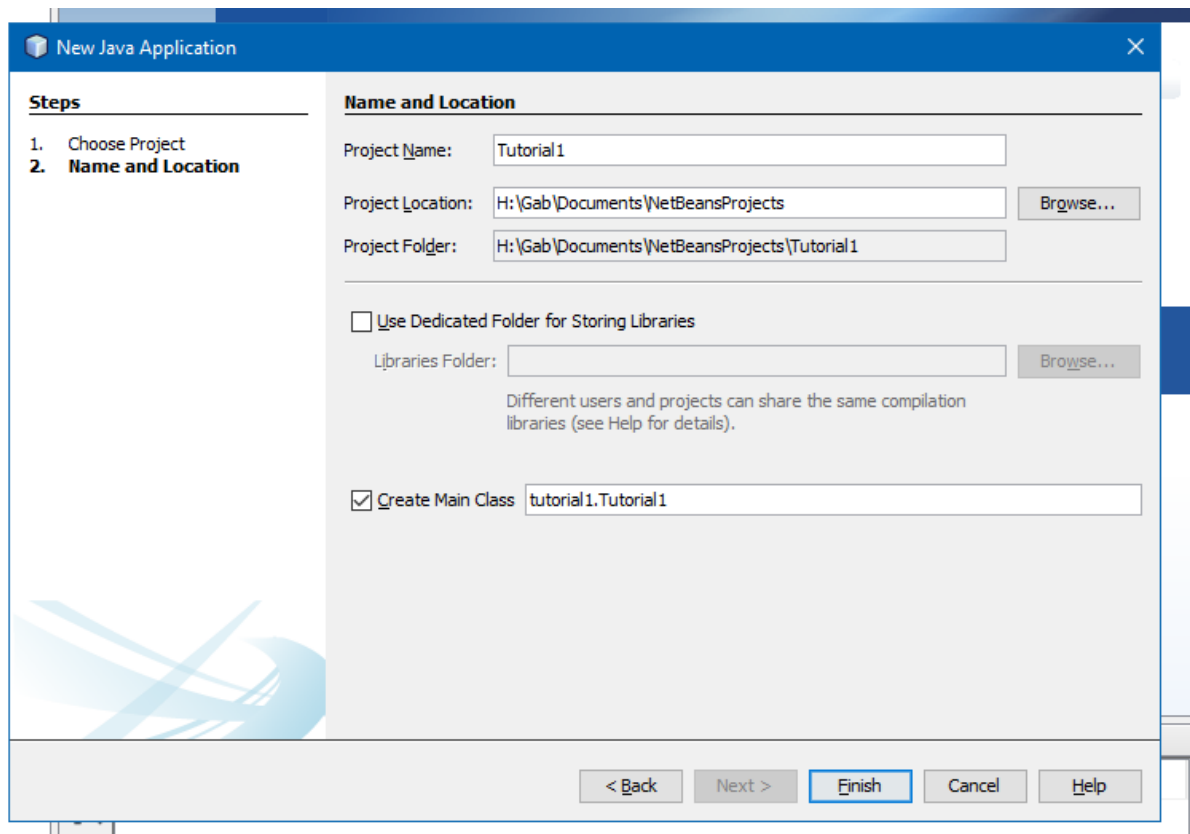 New Java Application
Steps
1. Choose Project
2. Name and Location
Name and Location
Project Name: Tutorial1
Project Location: H:\Gab\Documents\NetBeansProjects Browse...
Project Folder: H:\Gab\Documents\NetBeansProjects\Tutorial1
Use Dedicated Folder for Storing Libraries
Libraries Folder: Browse...
Different users and projects can share the same compilation
libraries (see Help for details).
Create Main Class tutorial1.Tutorial1
< Back Next > Finish Cancel Help